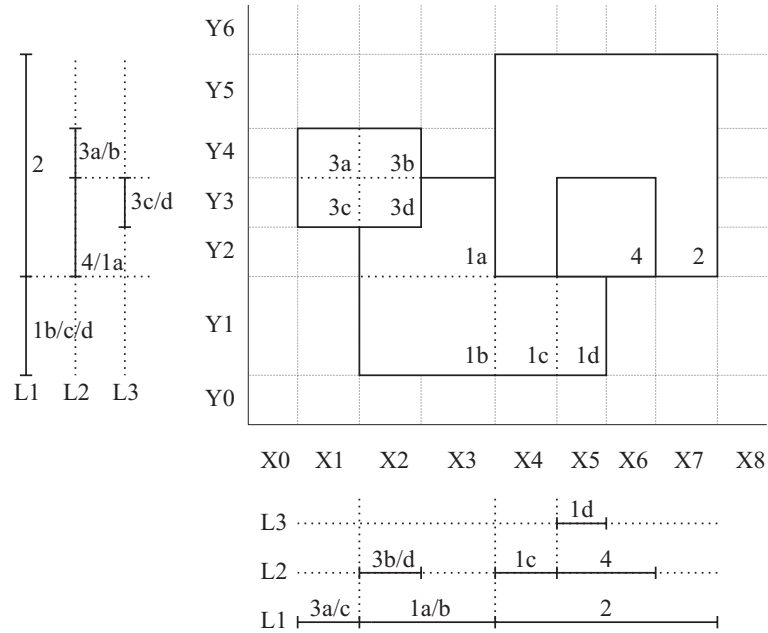 Y6
Y5
2
3a/b
Y4
3a 3b
3c/d
Y3
3c 3d
4/1a
Y2
1a 4 2
1b/c/d
Y1
1b 1c 1d
L1 L2 L3
Y0
X0 X1 X2 X3 X4 X5 X6 X7 X8
L3 1d
L2 3b/d 1c 4
L1 3a/c 1a/b 2